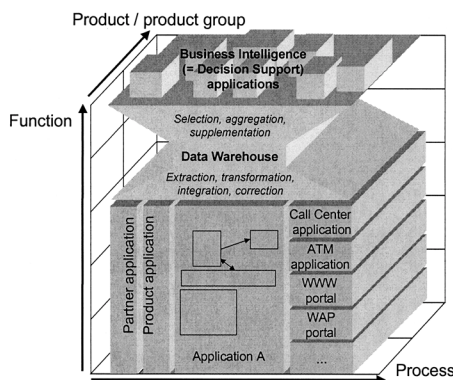 Product / product group
Business Intelligence
(= Decision Support)
applications
Function
Selection, aggregation,
supplementation
Data Warehouse
Extraction, transformation,
integration, correction
Partner application
Product application
Application A
Call Center
application
ATM
application
WWW
portal
WAP
portal
...
Process